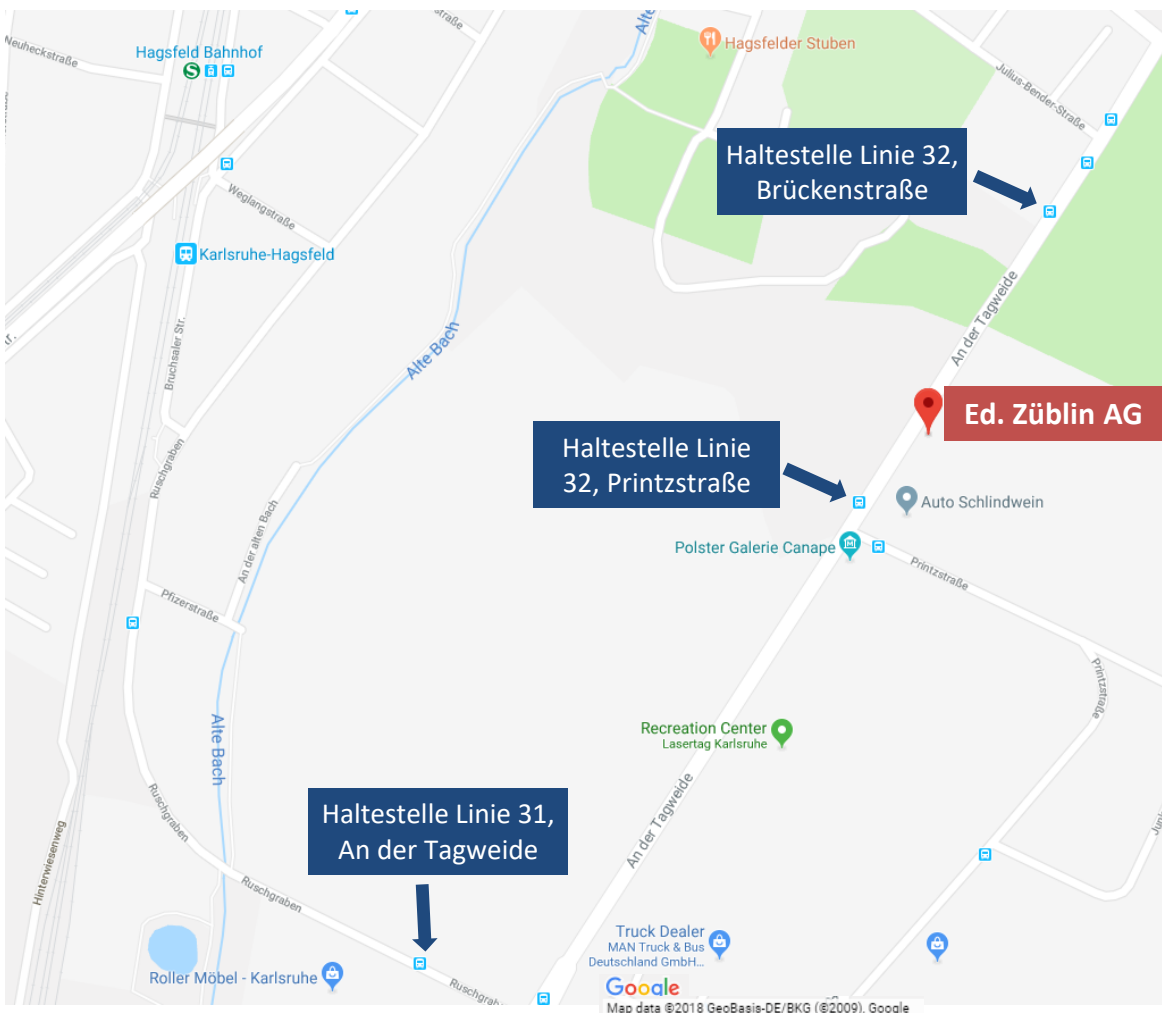 Neuheckstraße
Hagsfeld Bahnhof
S
Alte
Hagsfelder Stuben
Julius-Bender-Straße
Haltestelle Linie 32,
Brückenstraße
Weglangstraße
Karlsruhe-Hagsfeld
An der Tagweide
Bruchsaler Str.
Alte Bach
Ed. Züblin AG
Haltestelle Linie
32, Printzstraße
Ruschgraben
Auto Schlindwein
An der alten Bach
Polster Galerie Canape
Printzstraße
Pfizerstraße
Printzstraße
Alte Bach
Recreation Center
Lasertag Karlsruhe
Ruschgraben
Haltestelle Linie 31,
An der Tagweide
An der Tagweide
Hinterwiesenweg
Ruschgraben
Truck Dealer
MAN Truck & Bus
Deutschland GmbH...
Roller Möbel - Karlsruhe
Ruschgrab
Google
Map data ©2018 GeoBasis-DE/BKG (©2009), Google